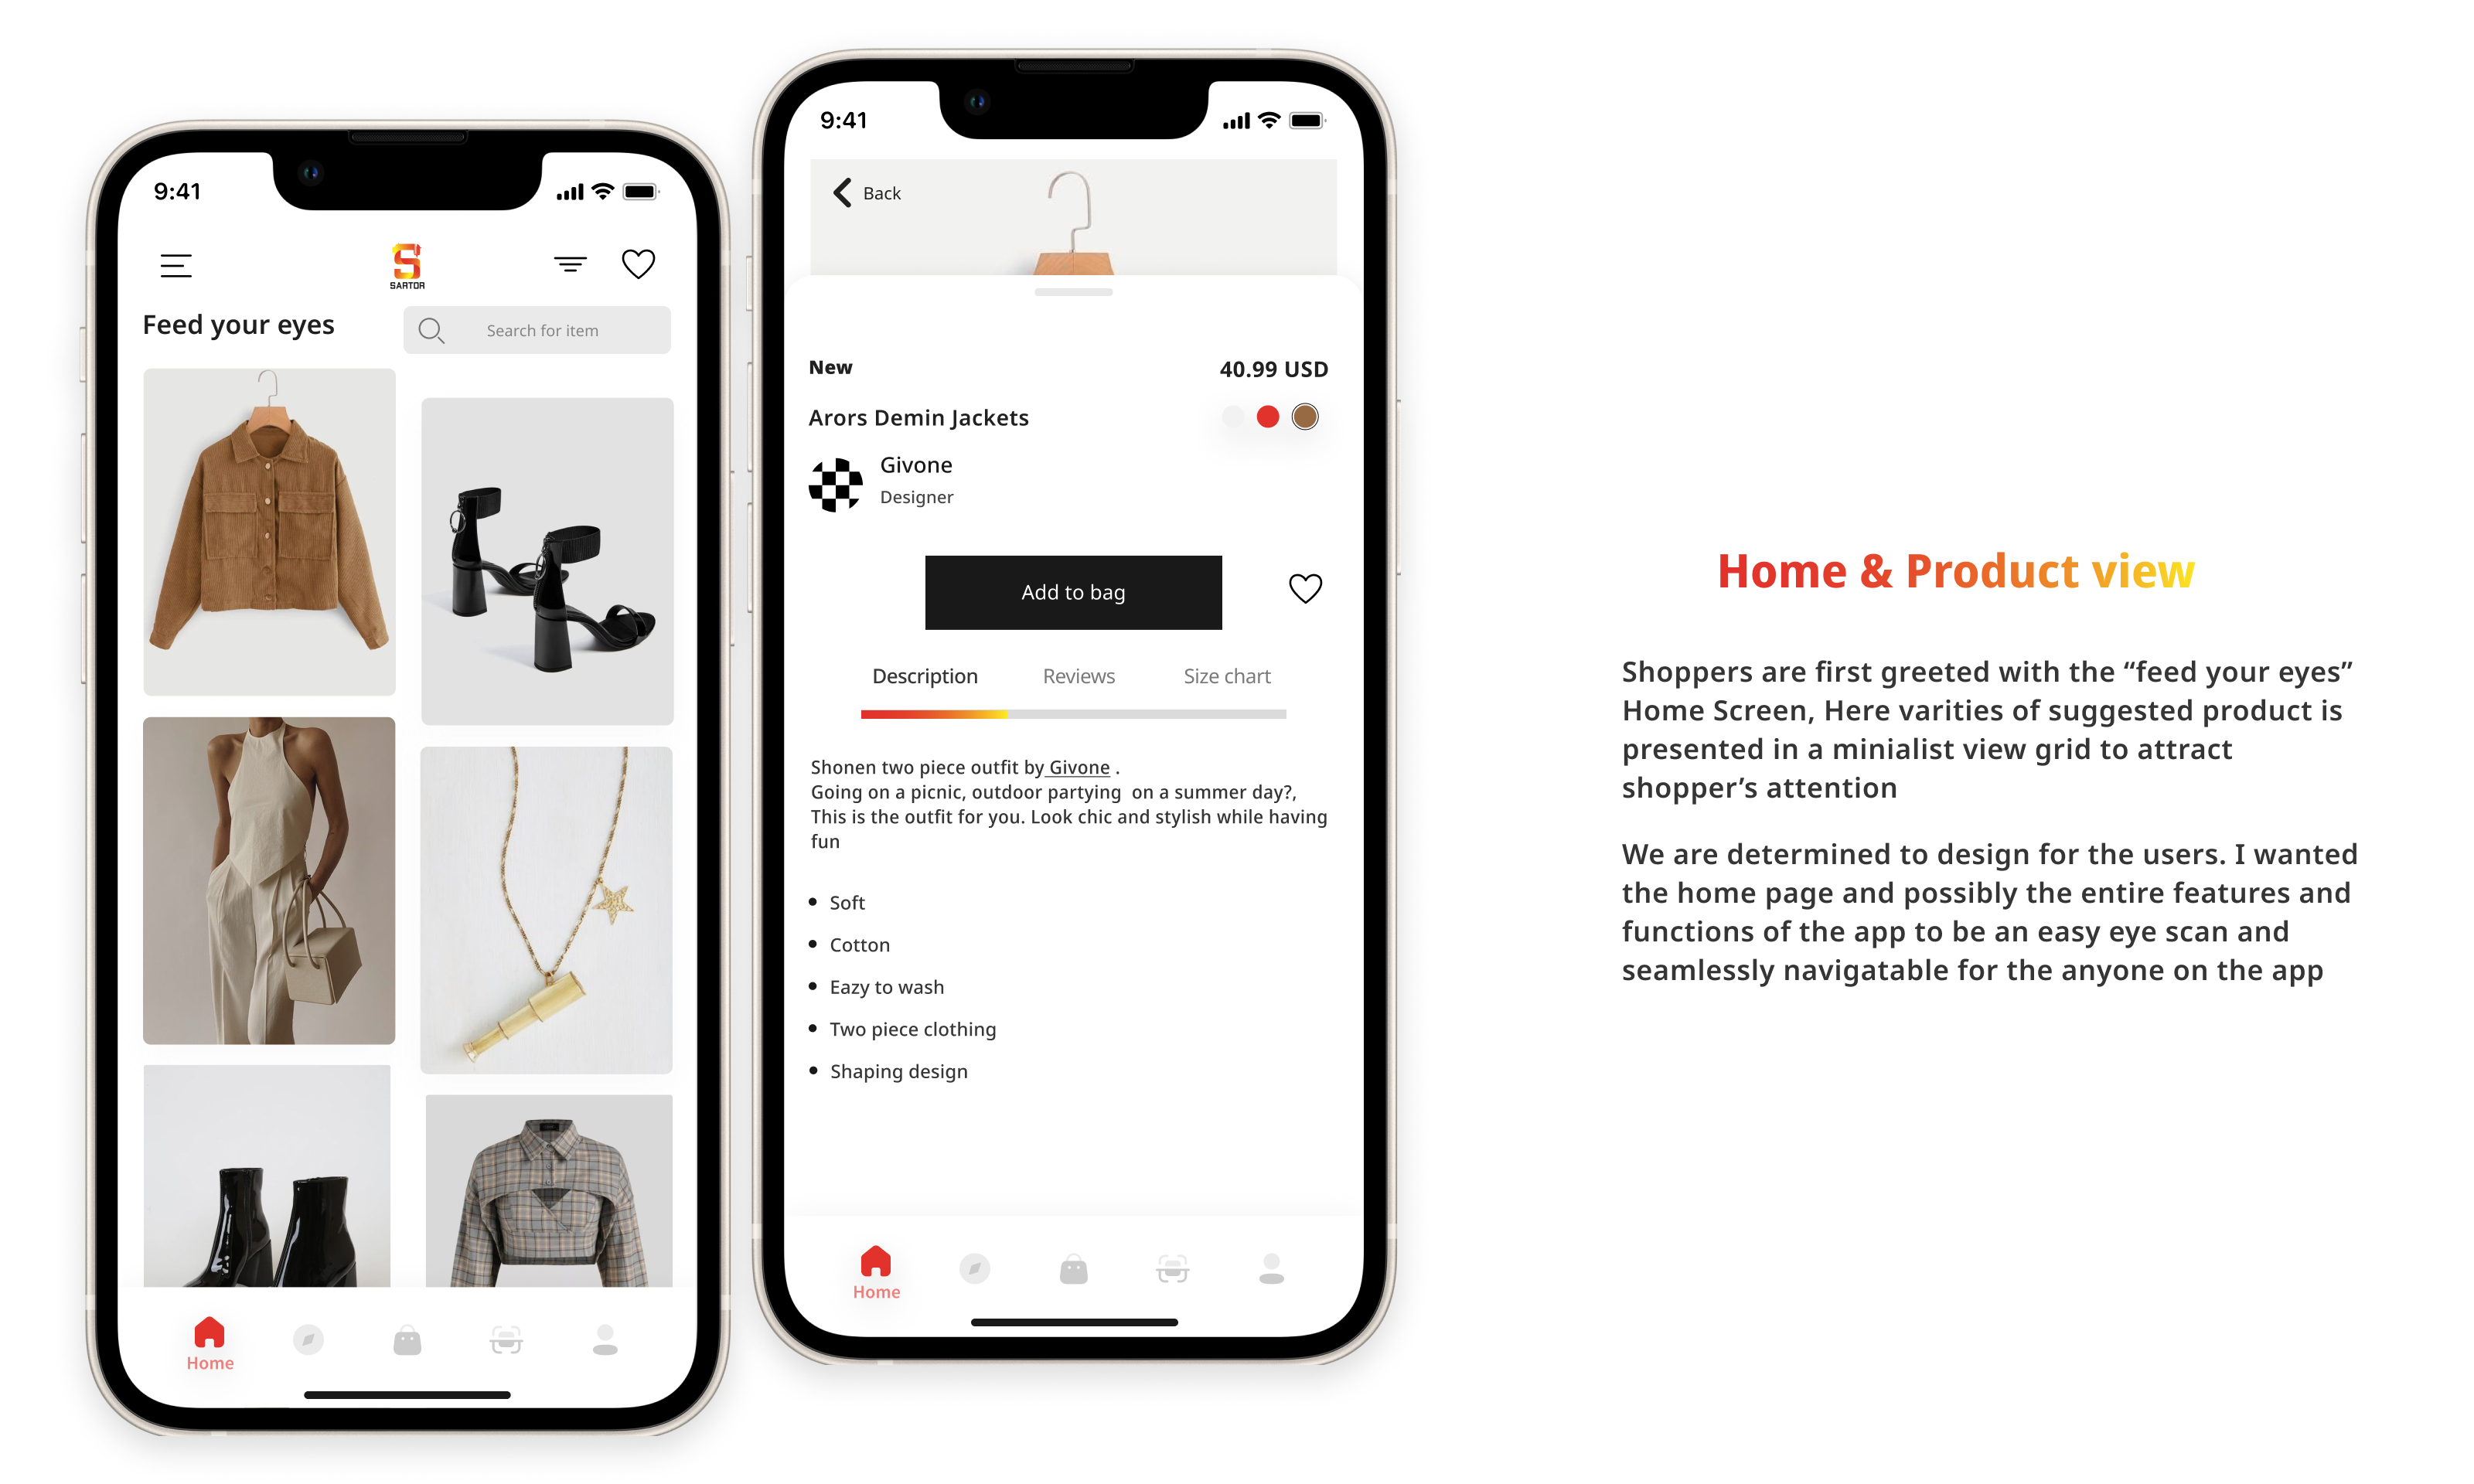 9:41
SARTOR
Feed your eyes
Search for item
Home
9:41
Back
New
40.99 USD
Arors Demin Jackets
Givone
Designer
Add to bag
Description
Reviews
Size chart
Shonen two piece outfit by Givone .
Going on a picnic, outdoor partying on a summer day?,
This is the outfit for you. Look chic and stylish while having
fun
Soft
Cotton
Eazy to wash
Two piece clothing
Shaping design
Home
Home & Product view
Shoppers are first greeted with the “feed your eyes”
Home Screen, Here varities of suggested product is
presented in a minialist view grid to attract
shopper’s attention
We are determined to design for the users. I wanted
the home page and possibly the entire features and
functions of the app to be an easy eye scan and
seamlessly navigatable for the anyone on the app